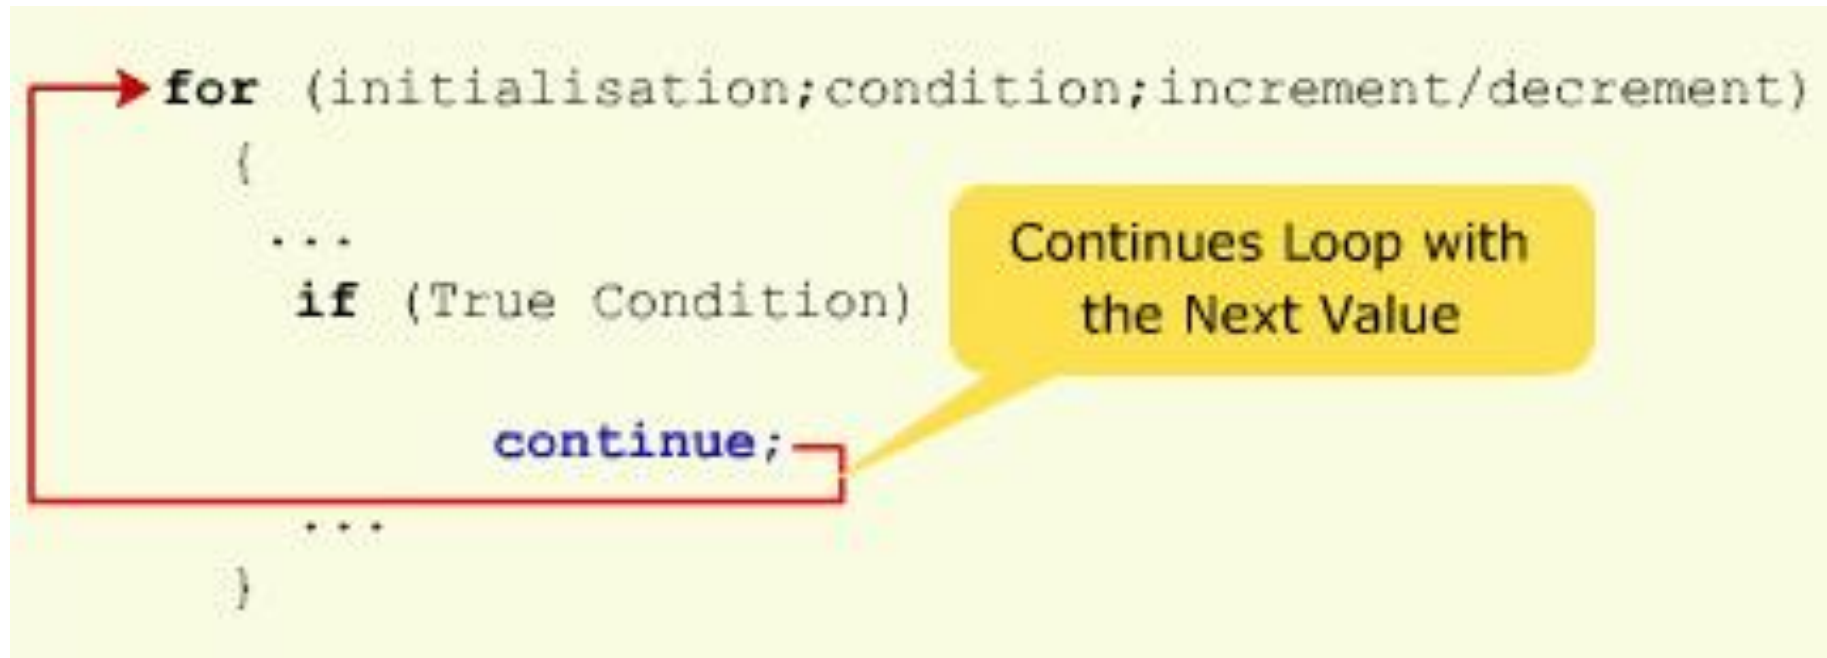 for (initialisation;condition;increment/decrement)
{
...
if (True Condition)
Continues Loop with
the Next Value
continue;
...
}